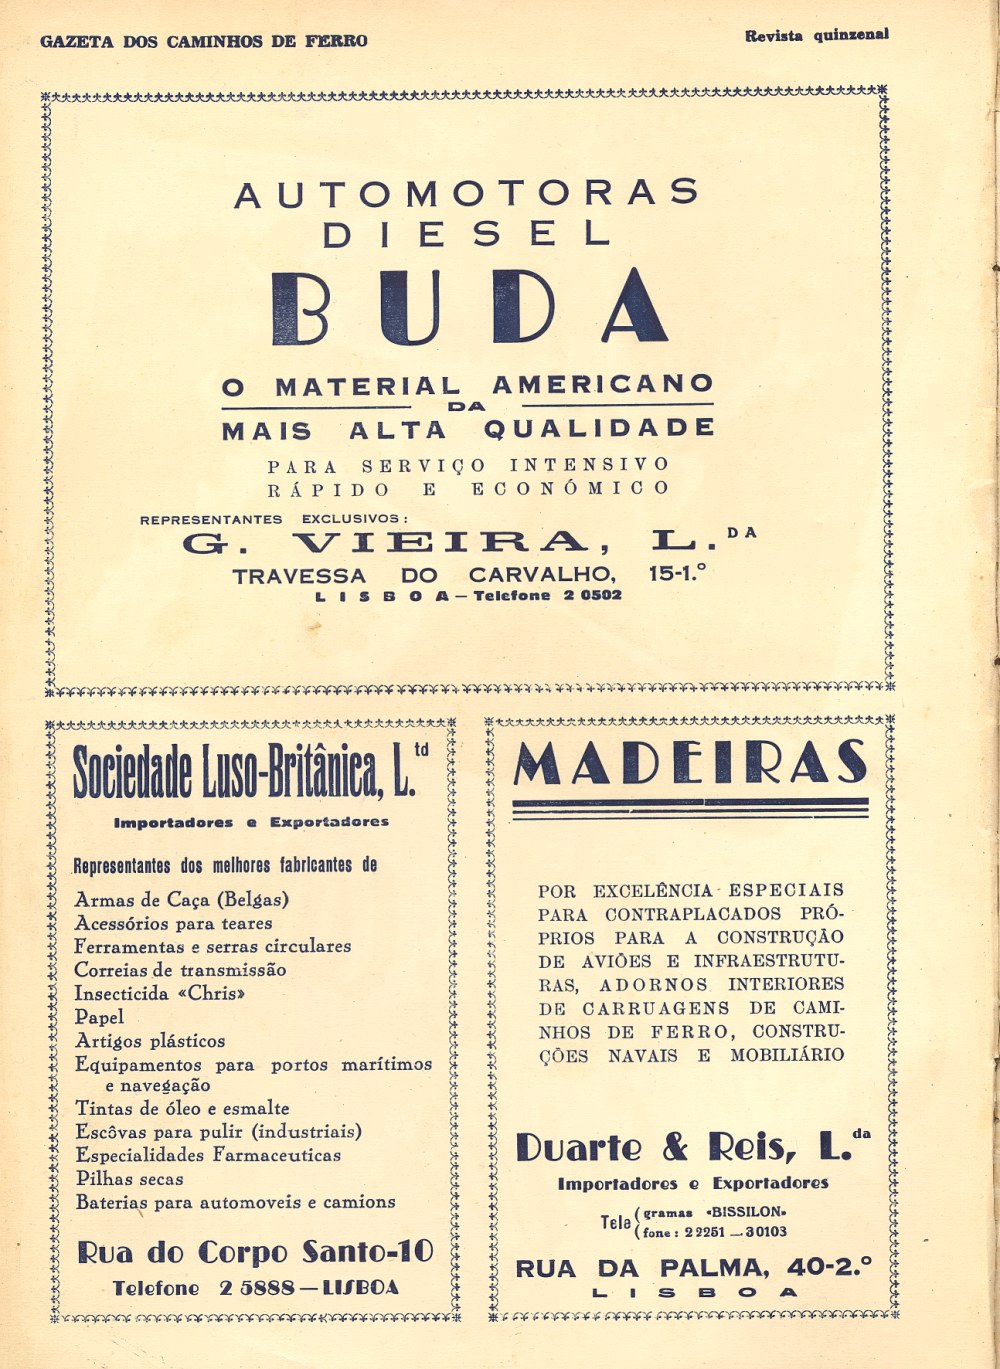 GAZETA DOS CAMINHOS DE FERRO
Revista quinzenal
AUTOMOTORAS
DIESEL
BUDA
O MATERIAL AMERICANO
DA
MAIS ALTA QUALIDADE
PARA SERVIÇO INTENSIVO
RÁPIDO E ECONÓMICO
REPRESENTANTES EXCLUSIVOS:
G. VIEIRA, L.DA
TRAVESSA DO CARVALHO, 15-1.º
LISBOA — Telefone 2 0502
Sociedade Luso-Britânica, L.td
Importadores e Exportadores
Representantes dos melhores fabricantes de
Armas de Caça (Belgas)
Acessórios para teares
Ferramentas e serras circulares
Correias de transmissão
Insecticida «Chris»
Papel
Artigos plásticos
Equipamentos para portos marítimos
e navegação
Tintas de óleo e esmalte
Escôvas para pulir (industriais)
Especialidades Farmaceuticas
Pilhas secas
Baterias para automoveis e camions
Rua do Corpo Santo-10
Telefone 2 5888 — LISBOA
MADEIRAS
POR EXCELÊNCIA ESPECIAIS
PARA CONTRAPLACADOS PRÓ-
PRIOS PARA A CONSTRUÇÃO
DE AVIÕES E INFRAESTRUTU-
RAS, ADORNOS INTERIORES
DE CARRUAGENS DE CAMI-
NHOS DE FERRO, CONSTRU-
ÇÕES NAVAIS E MOBILIÁRIO
Duarte & Reis, L.da
Importadores e Exportadores
Tele (gramas «BISSILON»
(fone: 2 2251 — 30103
RUA DA PALMA, 40-2.º
LISBOA